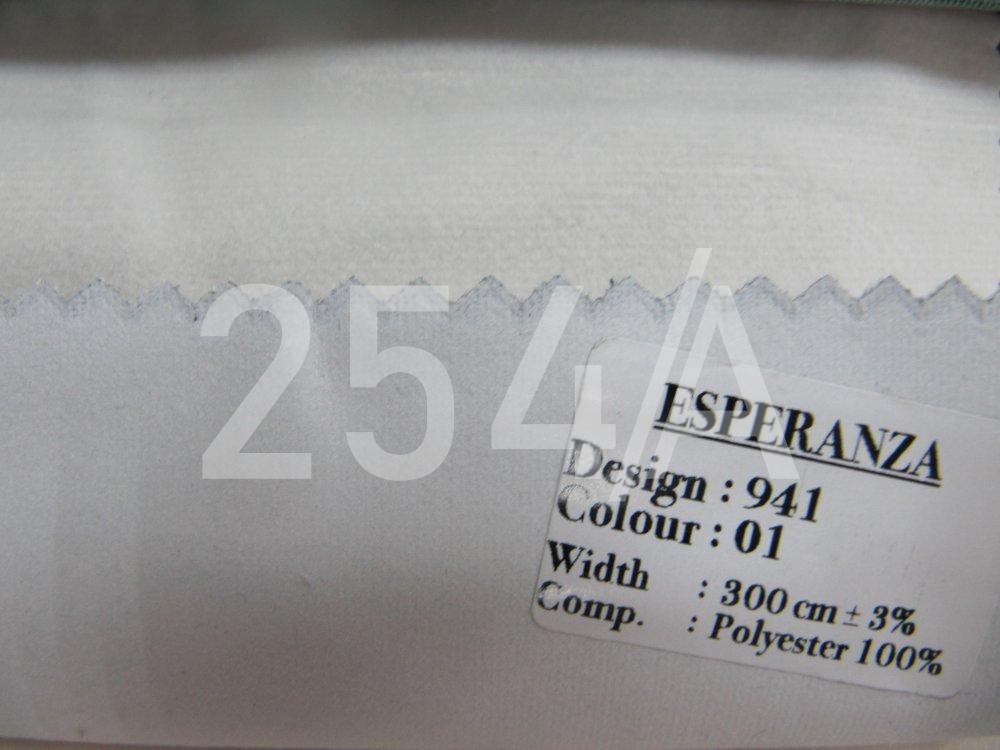 254/A
ESPERANZA
Design : 941
Colour : 01
Width : 300 cm ± 3%
Comp. : Polyester 100%